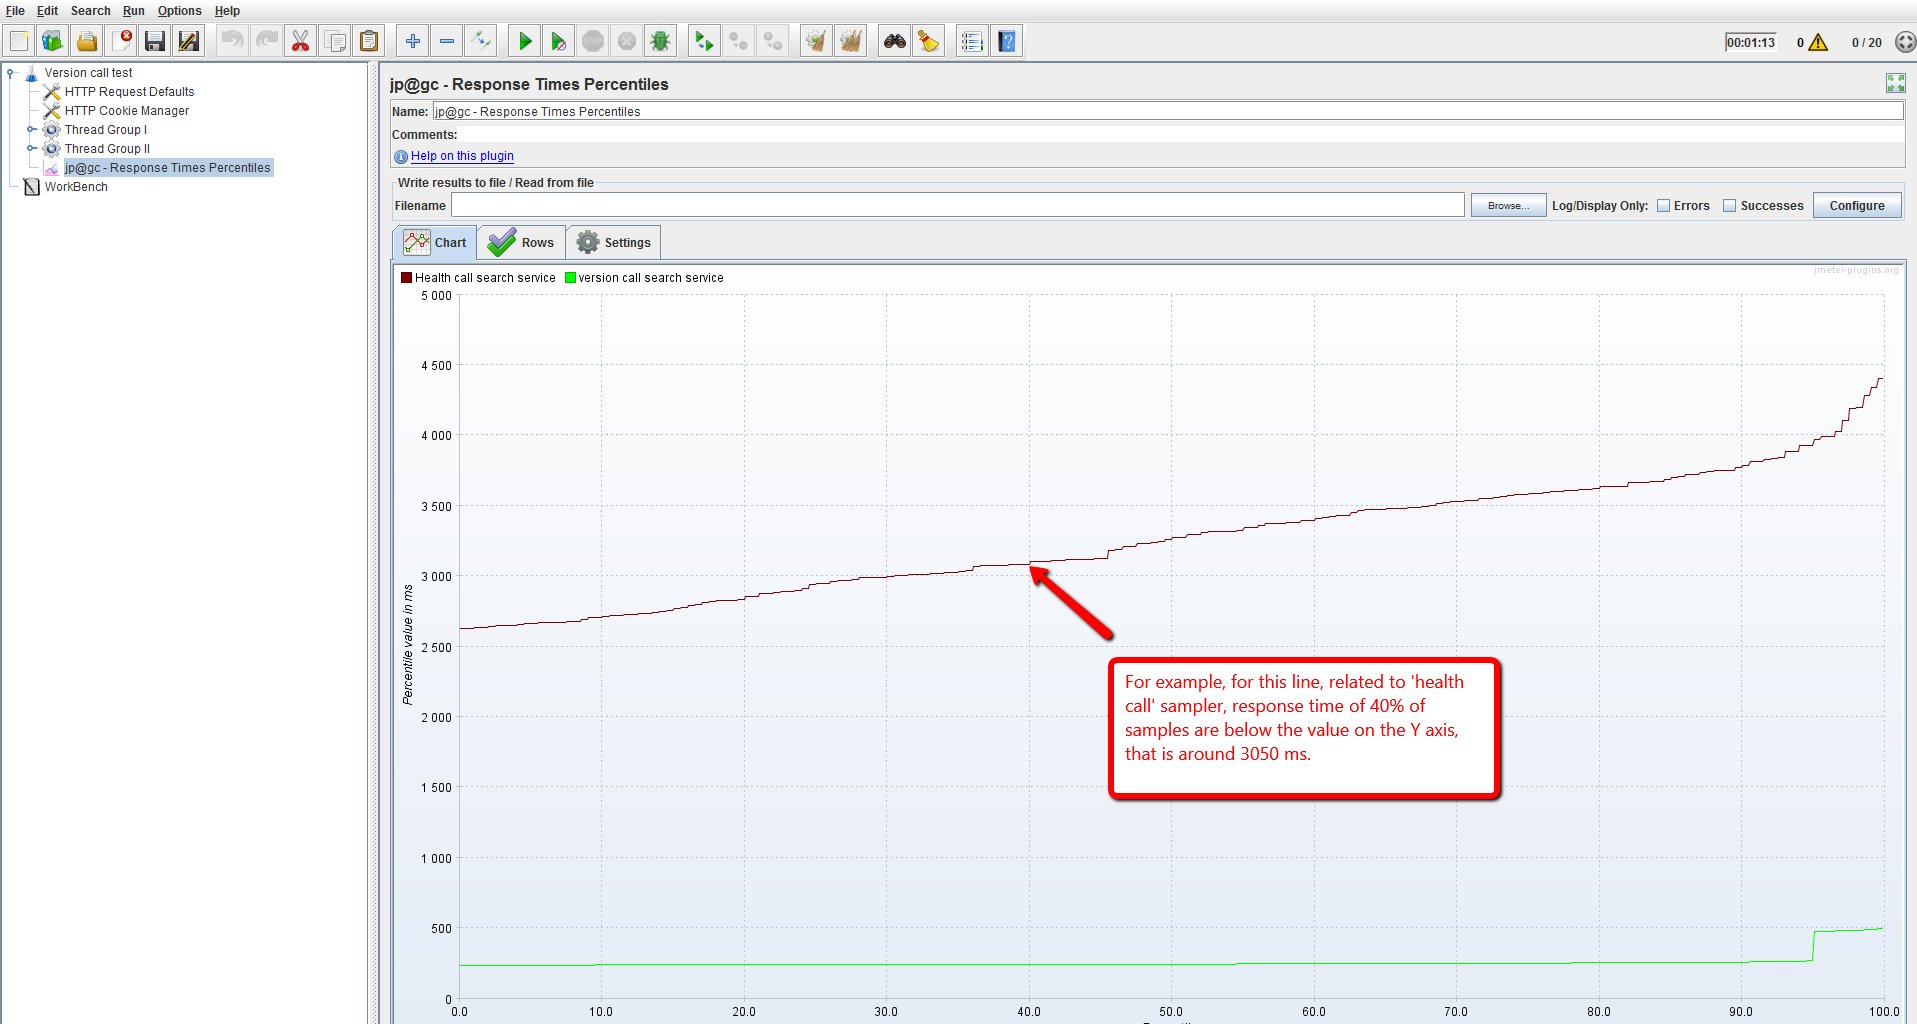 File Edit Search Run Options Help
00:01:13 0 0 / 20
Version call test
HTTP Request Defaults
HTTP Cookie Manager
Thread Group I
Thread Group II
jp@gc - Response Times Percentiles
WorkBench
jp@gc - Response Times Percentiles
Name: jp@gc - Response Times Percentiles
Comments:
Help on this plugin
Write results to file / Read from file
Filename Browse... Log/Display Only: Errors Successes Configure
Chart Rows Settings
Health call search service version call search service
jmeter-plugins.org
5 000
4 500
4 000
3 500
3 000
2 500
2 000
1 500
1 000
500
0
Percentile value in ms
For example, for this line, related to 'health
call' sampler, response time of 40% of
samples are below the value on the Y axis,
that is around 3050 ms.
0.0 10.0 20.0 30.0 40.0 50.0 60.0 70.0 80.0 90.0 100.0